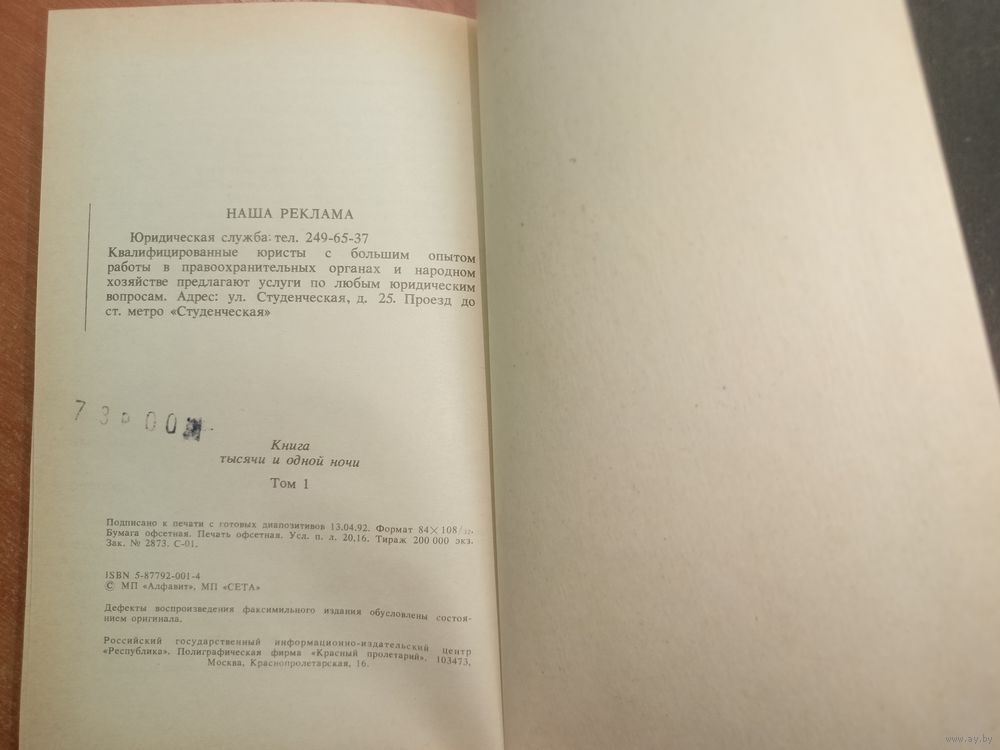 НАША РЕКЛАМА
Юридическая служба: тел. 249-65-37
Квалифицированные юристы с большим опытом
работы в правоохранительных органах и народном
хозяйстве предлагают услуги по любым юридическим
вопросам. Адрес: ул. Студенческая, д. 25. Проезд до
ст. метро «Студенческая»
Книга
тысячи и одной ночи
Том 1
Подписано к печати с готовых диапозитивов 13.04.92. Формат 84×108/32.
Бумага офсетная. Печать офсетная. Усл. п. л. 20,16. Тираж 200 000 экз.
Зак. № 2873. С-01.
ISBN 5-87792-001-4
© МП «Алфавит», МП «СЕТА»
Дефекты воспроизведения факсимильного издания обусловлены состоя-
нием оригинала.
Российский государственный информационно-издательский центр
«Республика». Полиграфическая фирма «Красный пролетарий». 103473,
Москва, Краснопролетарская, 16.
www.ay.by